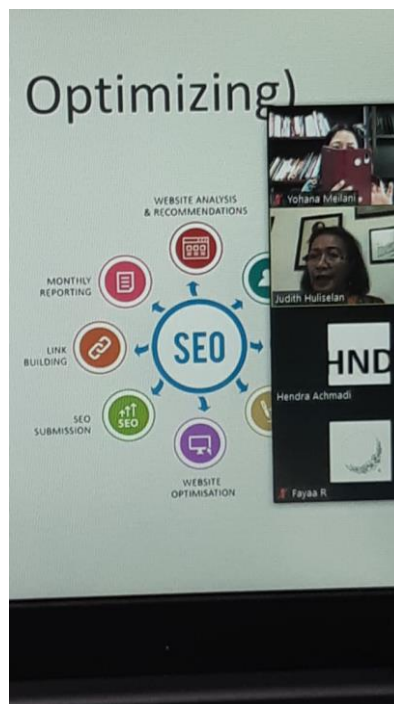 Optimizing)
WEBSITE ANALYSIS
& RECOMMENDATIONS
MONTHLY
REPORTING
LINK
BUILDING
SEO
SEO
SEO
SUBMISSION
WEBSITE
OPTIMISATION
Yohana Meilani
Judith Huliselan
HND
Hendra Achmadi
Fayaa R